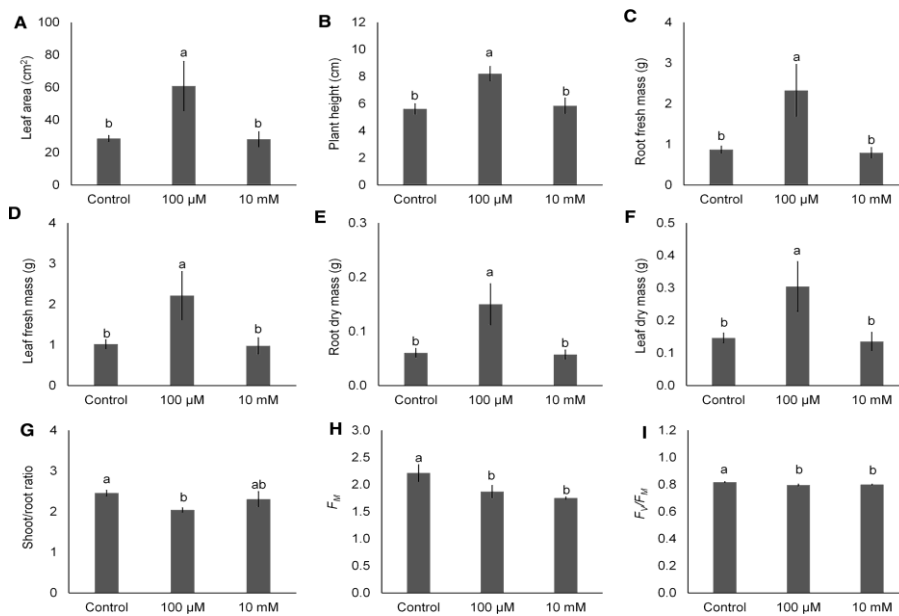 A
Leaf area (cm²)
100
80
60
40
20
0
b
a
b
Control
100 µM
10 mM
B
Plant height (cm)
12
10
8
6
4
2
0
b
a
b
Control
100 µM
10 mM
C
Root fresh mass (g)
4
3
2
1
0
b
a
b
Control
100 µM
10 mM
D
Leaf fresh mass (g)
4
3
2
1
0
b
a
b
Control
100 µM
10 mM
E
Root dry mass (g)
0.3
0.2
0.1
0.0
b
a
b
Control
100 µM
10 mM
F
Leaf dry mass (g)
0.5
0.4
0.3
0.2
0.1
0.0
b
a
b
Control
100 µM
10 mM
G
Shoot/root ratio
4
3
2
1
0
a
b
ab
Control
100 µM
10 mM
H
FM
3.0
2.5
2.0
1.5
1.0
0.5
0.0
a
b
b
Control
100 µM
10 mM
I
FV/FM
1.2
1.0
0.8
0.6
0.4
0.2
0.0
a
b
b
Control
100 µM
10 mM